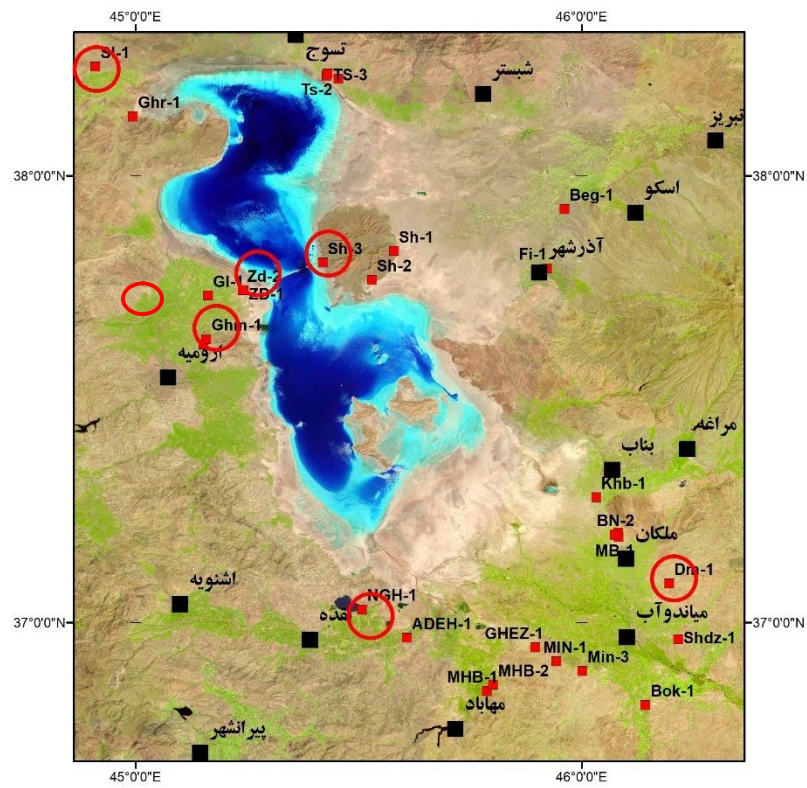 45°0'0"E
46°0'0"E
Sl-1
تسوج
TS-3
Ts-2
شبستر
Ghr-1
تبریز
38°0'0"N
38°0'0"N
Beg-1
اسکو
Sh-3
Sh-1
Sh-2
Fi-1
آذرشهر
Zd-2
Gl-1
ZD-1
Ghm-1
ارومیه
مراغه
بناب
Khb-1
BN-2
ملکان
MB-1
Dm-1
اشنویه
NGH-1
ADEH-1
میاندوآب
37°0'0"N
37°0'0"N
GHEZ-1
MIN-1
Shdz-1
Min-3
MHB-2
MHB-1
مهاباد
Bok-1
پیرانشهر
45°0'0"E
46°0'0"E